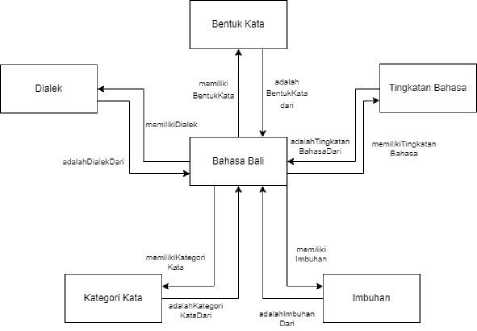 Bentuk Kata
Dialek
Tingkatan Bahasa
memiliki
BentukKata
adalah
BentukKata
dari
memilikiDialek
adalahDialekDari
adalahTingkatan
BahasaDari
memilikiTingkatan
Bahasa
Bahasa Bali
memilikiKategori
Kata
memiliki
Imbuhan
Kategori Kata
adalahKategori
KataDari
adalahImbuhan
Dari
Imbuhan